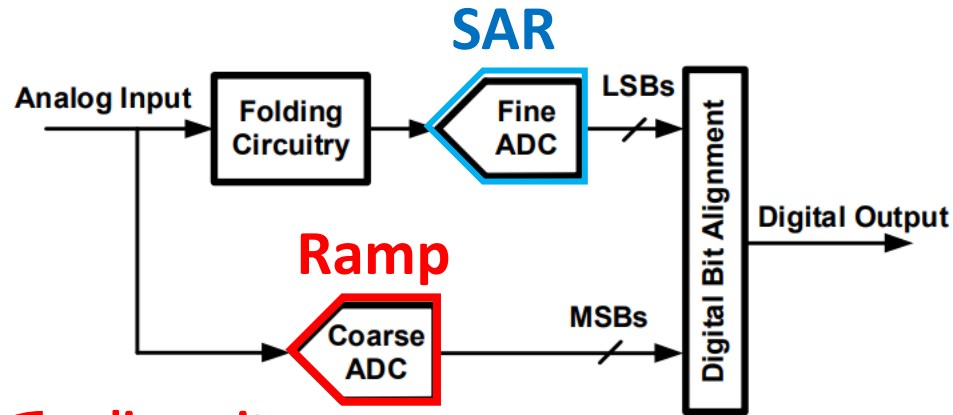 SAR
Analog Input
Folding
Circuitry
Fine
ADC
LSBs
Digital Bit Alignment
Digital Output
Ramp
Coarse
ADC
MSBs